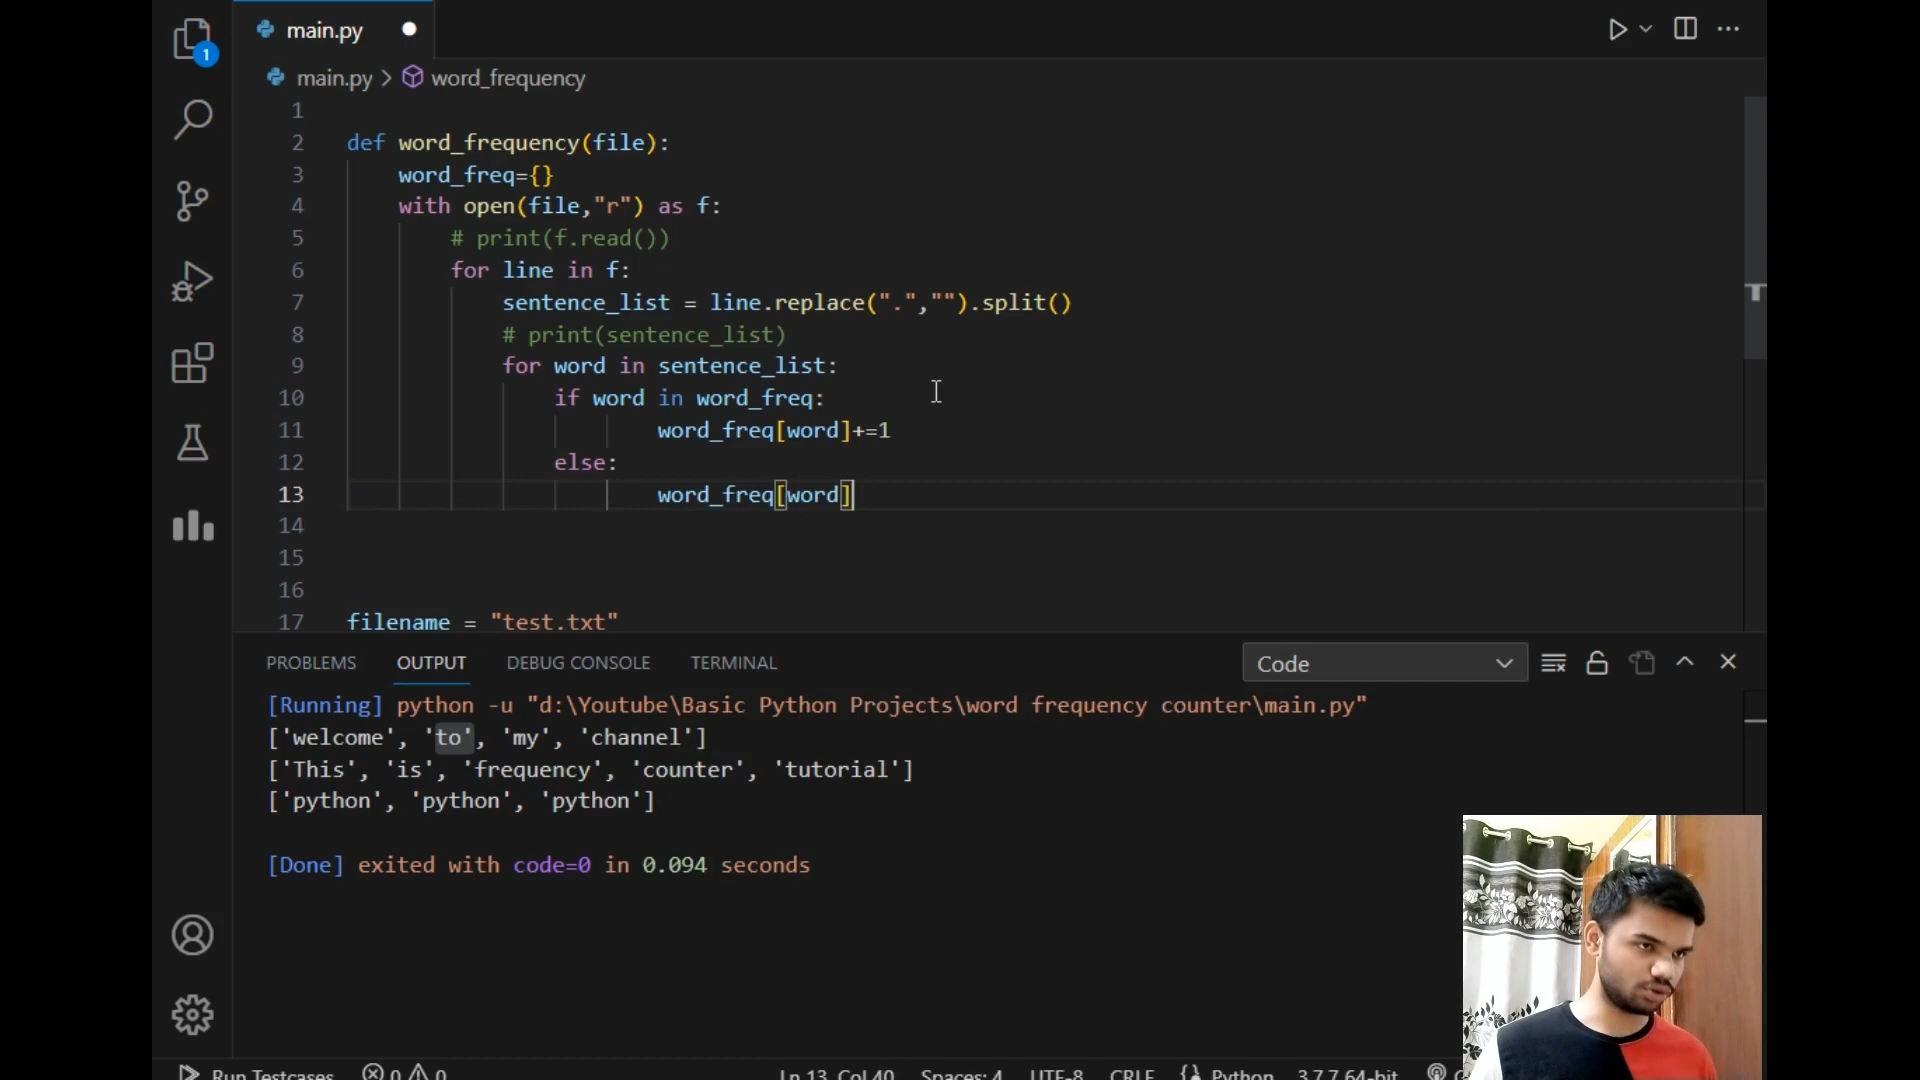 main.py
main.py > word_frequency
1
2 def word_frequency(file):
3 word_freq={}
4 with open(file,"r") as f:
5 # print(f.read())
6 for line in f:
7 sentence_list = line.replace(".","").split()
8 # print(sentence_list)
9 for word in sentence_list:
10 if word in word_freq:
11 word_freq[word]+=1
12 else:
13 word_freq[word]
14
15
16
17 filename = "test.txt"
PROBLEMS OUTPUT DEBUG CONSOLE TERMINAL Code
[Running] python -u "d:\Youtube\Basic Python Projects\word frequency counter\main.py"
['welcome', 'to', 'my', 'channel']
['This', 'is', 'frequency', 'counter', 'tutorial']
['python', 'python', 'python']
[Done] exited with code=0 in 0.094 seconds
1
Run Testcases 0 0 Ln 13, Col 40 Spaces: 4 UTF-8 CRLF Python 3.7.7 64-bit